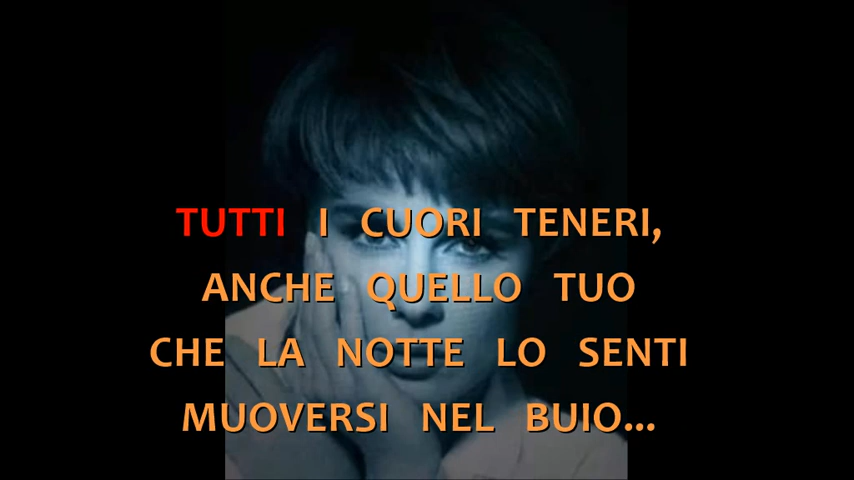 TUTTI I CUORI TENERI,
ANCHE QUELLO TUO
CHE LA NOTTE LO SENTI
MUOVERSI NEL BUIO...